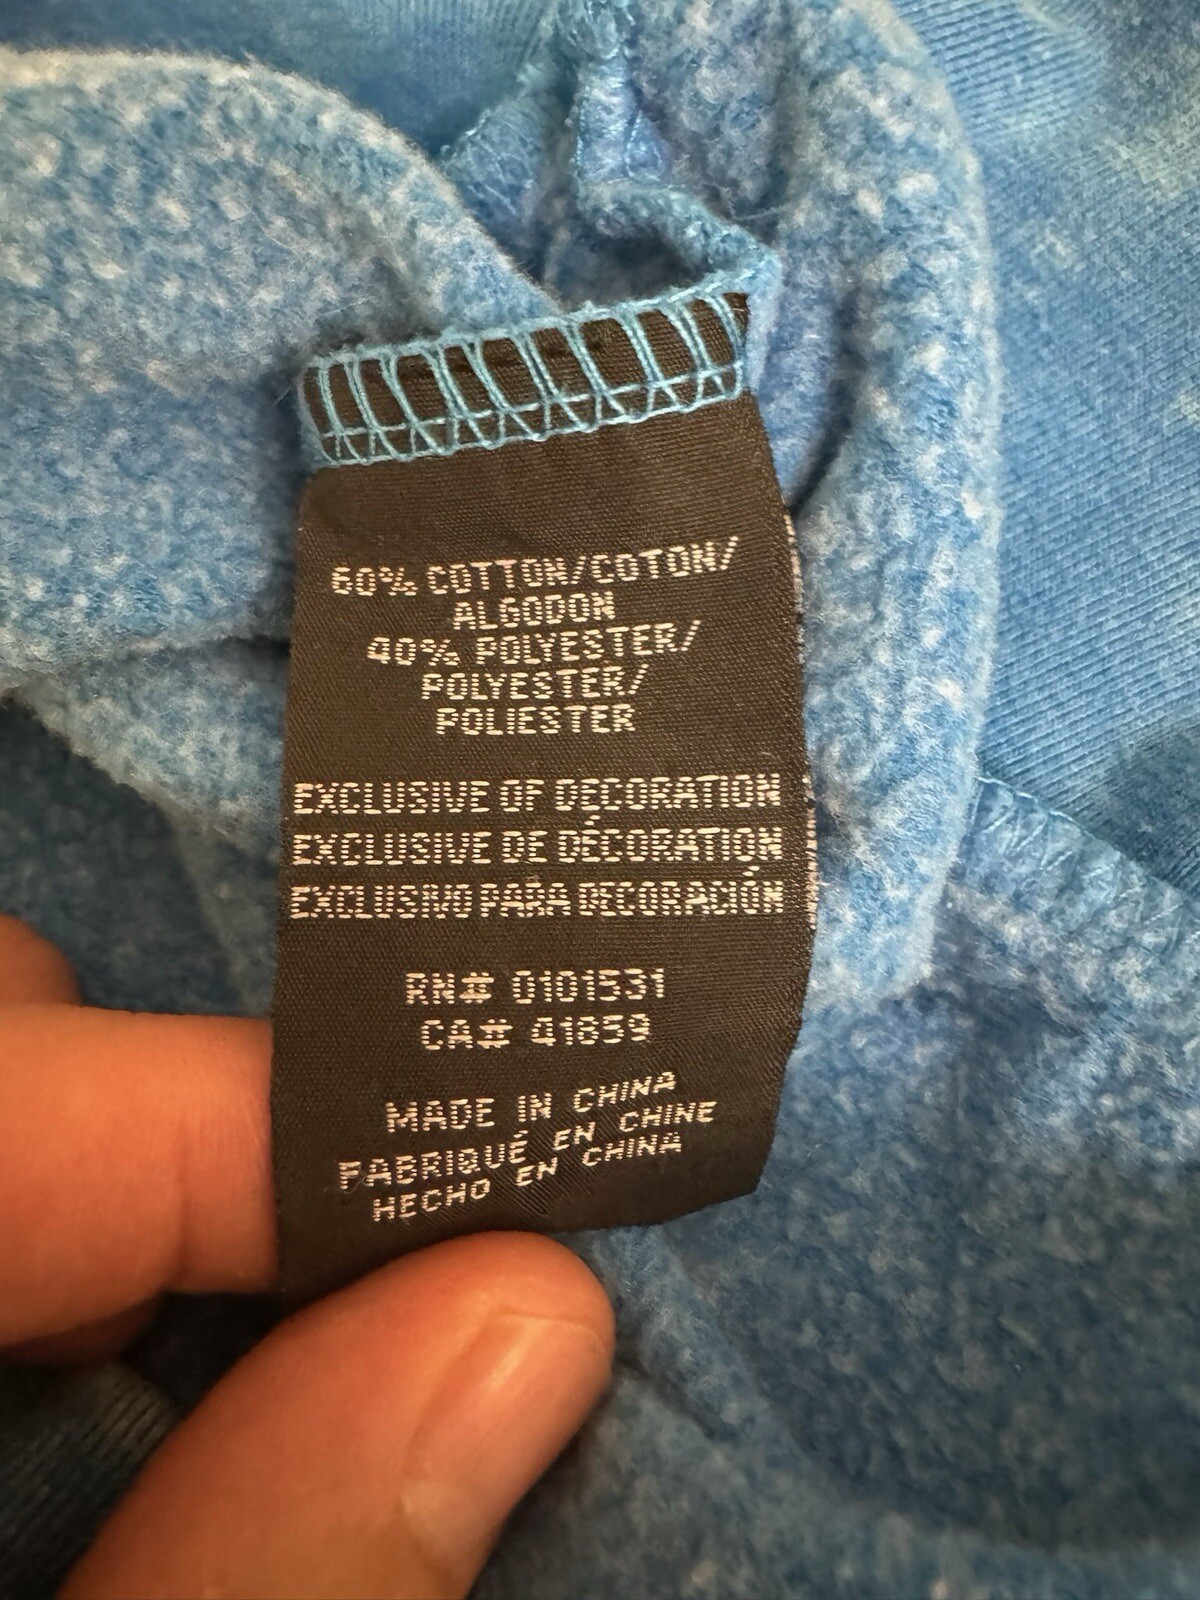 60% COTTON/COTON/
ALGODON
40% POLYESTER/
POLYESTER/
POLIESTER
EXCLUSIVE OF DECORATION
EXCLUSIVE DE DÉCORATION
EXCLUSIVO PARA DECORACIÓN
RN# 0101531
CA# 41859
MADE IN CHINA
FABRIQUÉ EN CHINE
HECHO EN CHINA